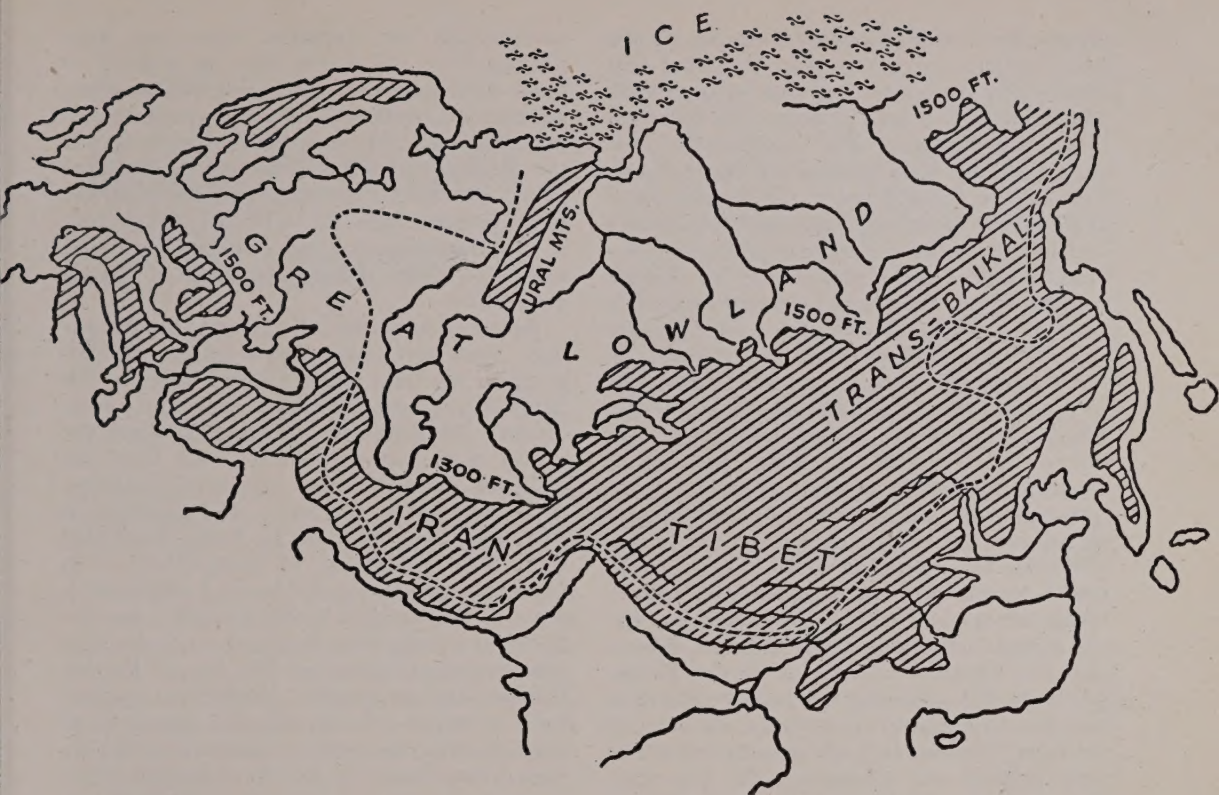 ICE
1500 FT.
URAL MTS.
GREAT LOWLAND
1500 FT.
1500 FT.
TRANS-BAIKAL
1300 FT.
IRAN
TIBET